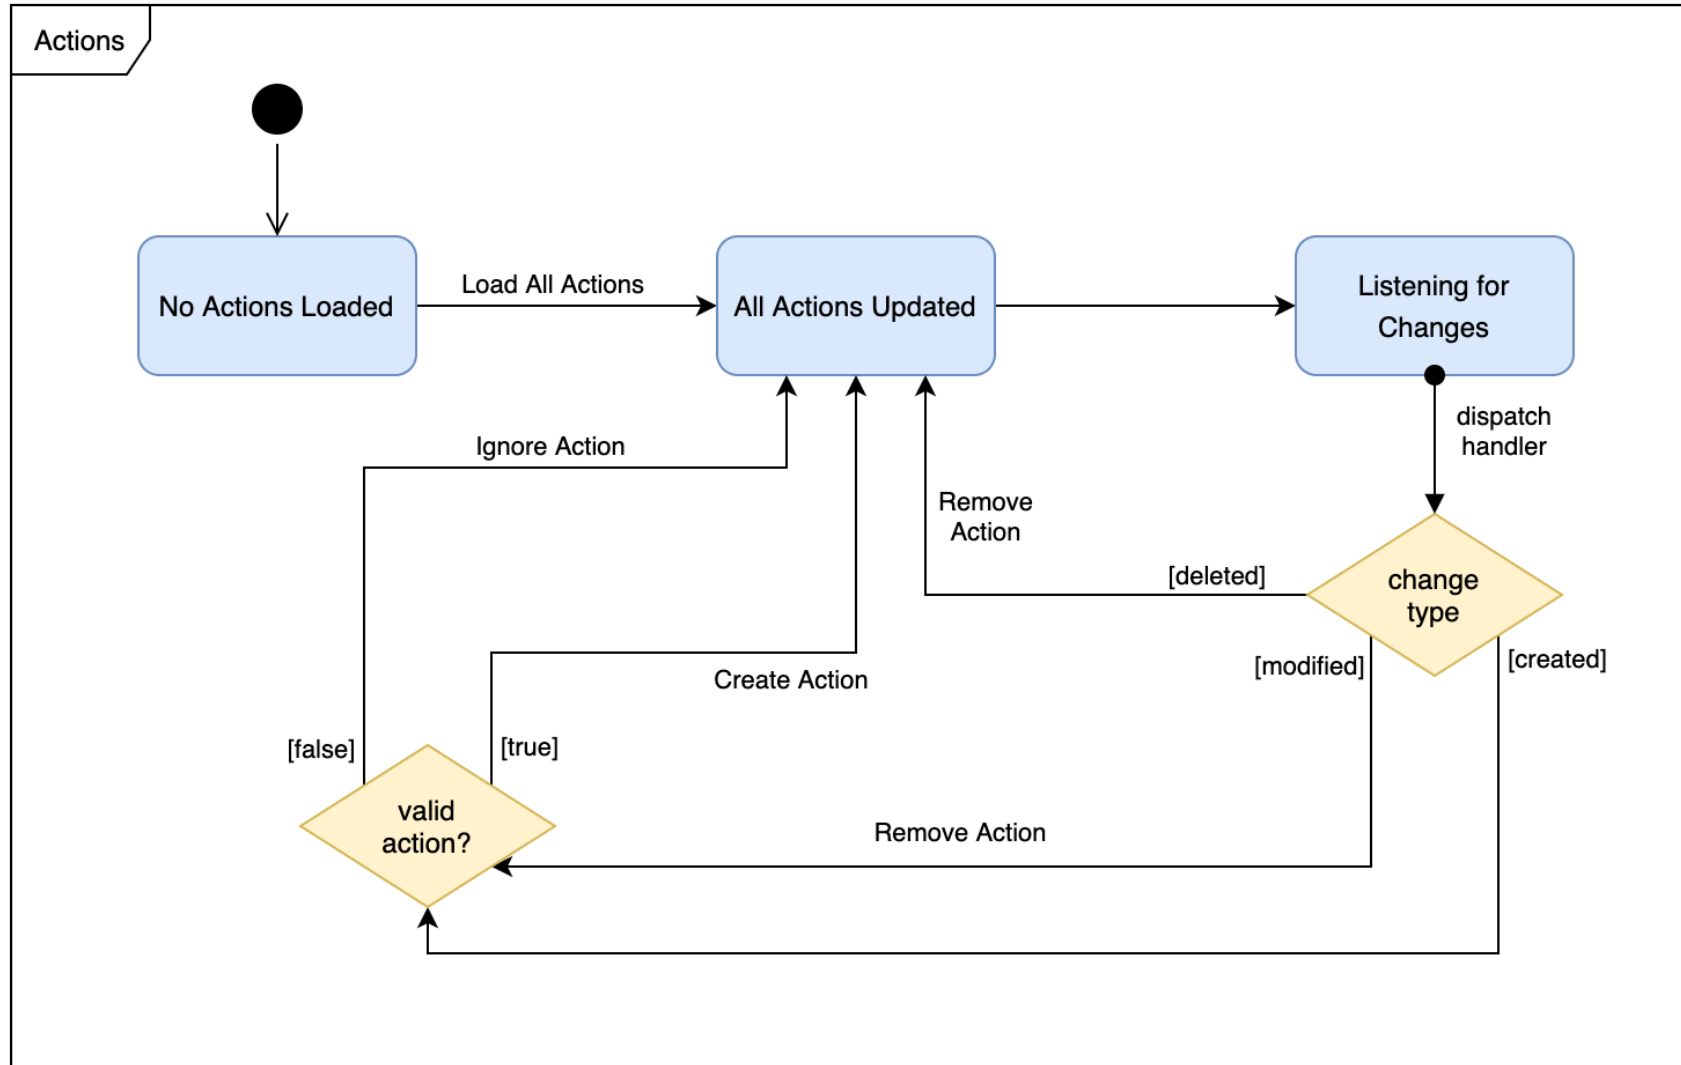 Actions
No Actions Loaded
Load All Actions
All Actions Updated
Listening for
Changes
dispatch
handler
Ignore Action
Remove
Action
[deleted]
change
type
[modified]
[created]
Create Action
[false]
[true]
valid
action?
Remove Action